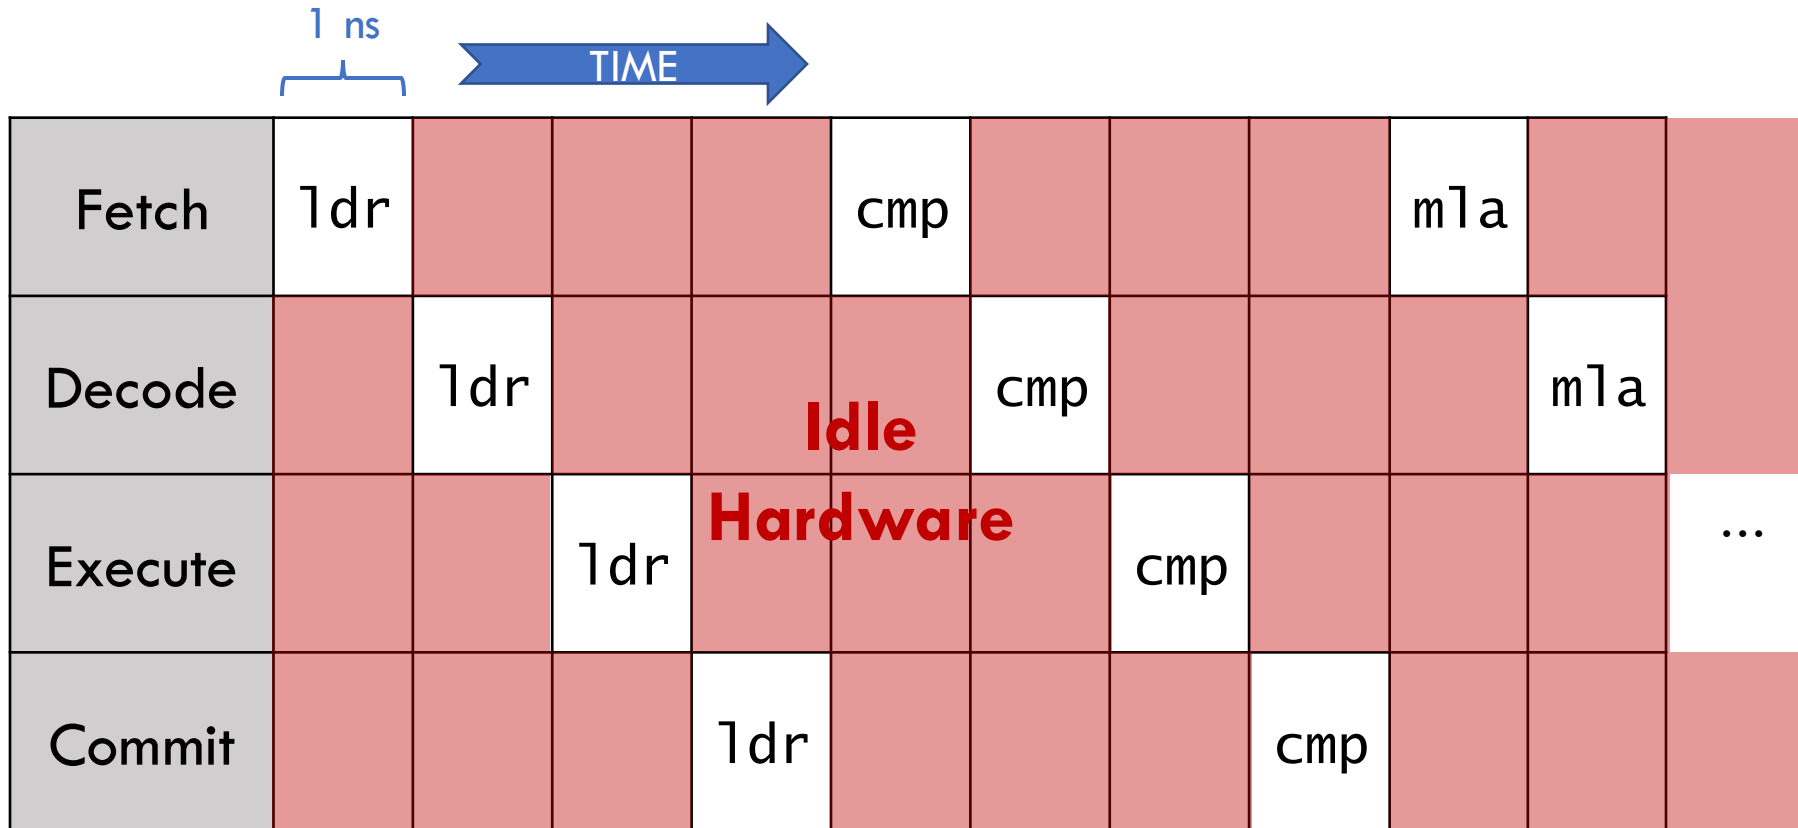 1 ns
TIME
Fetch ldr cmp mla
Decode ldr cmp mla
Idle
Hardware
Execute ldr cmp ...
Commit ldr cmp